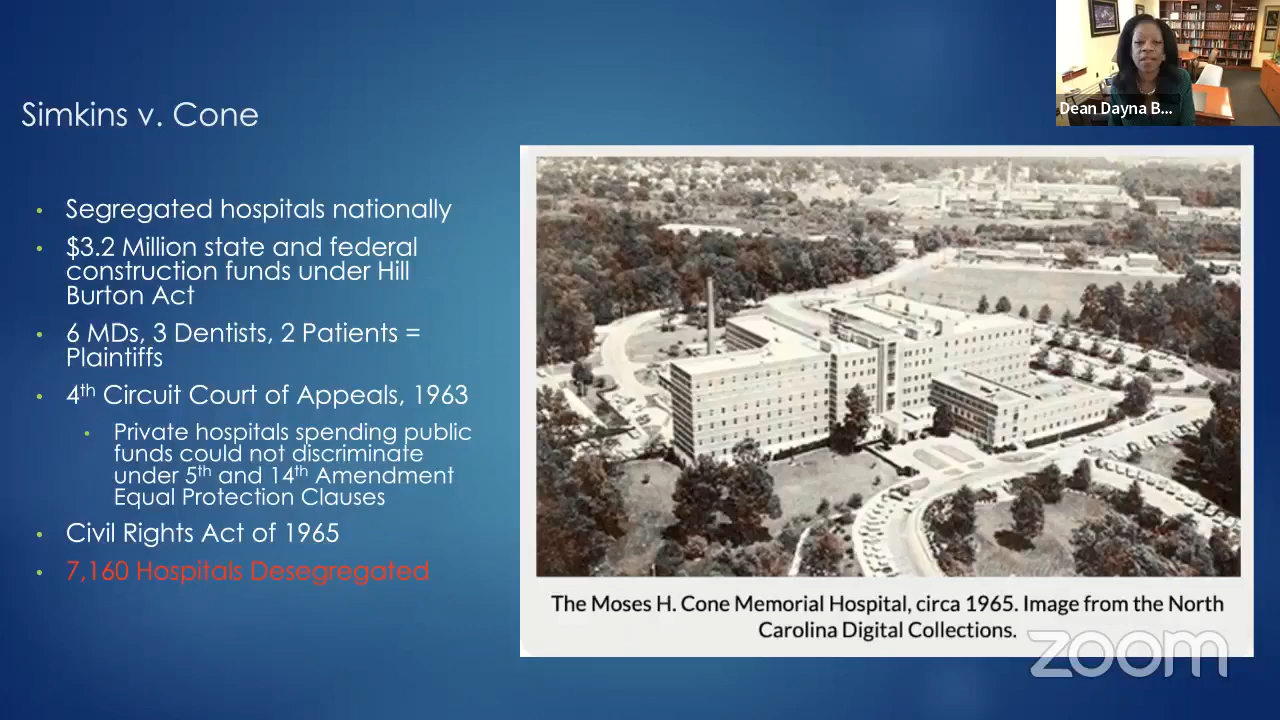 Dean Dayna B...
Simkins v. Cone
• Segregated hospitals nationally
• $3.2 Million state and federal
construction funds under Hill
Burton Act
• 6 MDs, 3 Dentists, 2 Patients =
Plaintiffs
• 4th Circuit Court of Appeals, 1963
• Private hospitals spending public
funds could not discriminate
under 5th and 14th Amendment
Equal Protection Clauses
• Civil Rights Act of 1965
• 7,160 Hospitals Desegregated
The Moses H. Cone Memorial Hospital, circa 1965. Image from the North
Carolina Digital Collections.
zoom